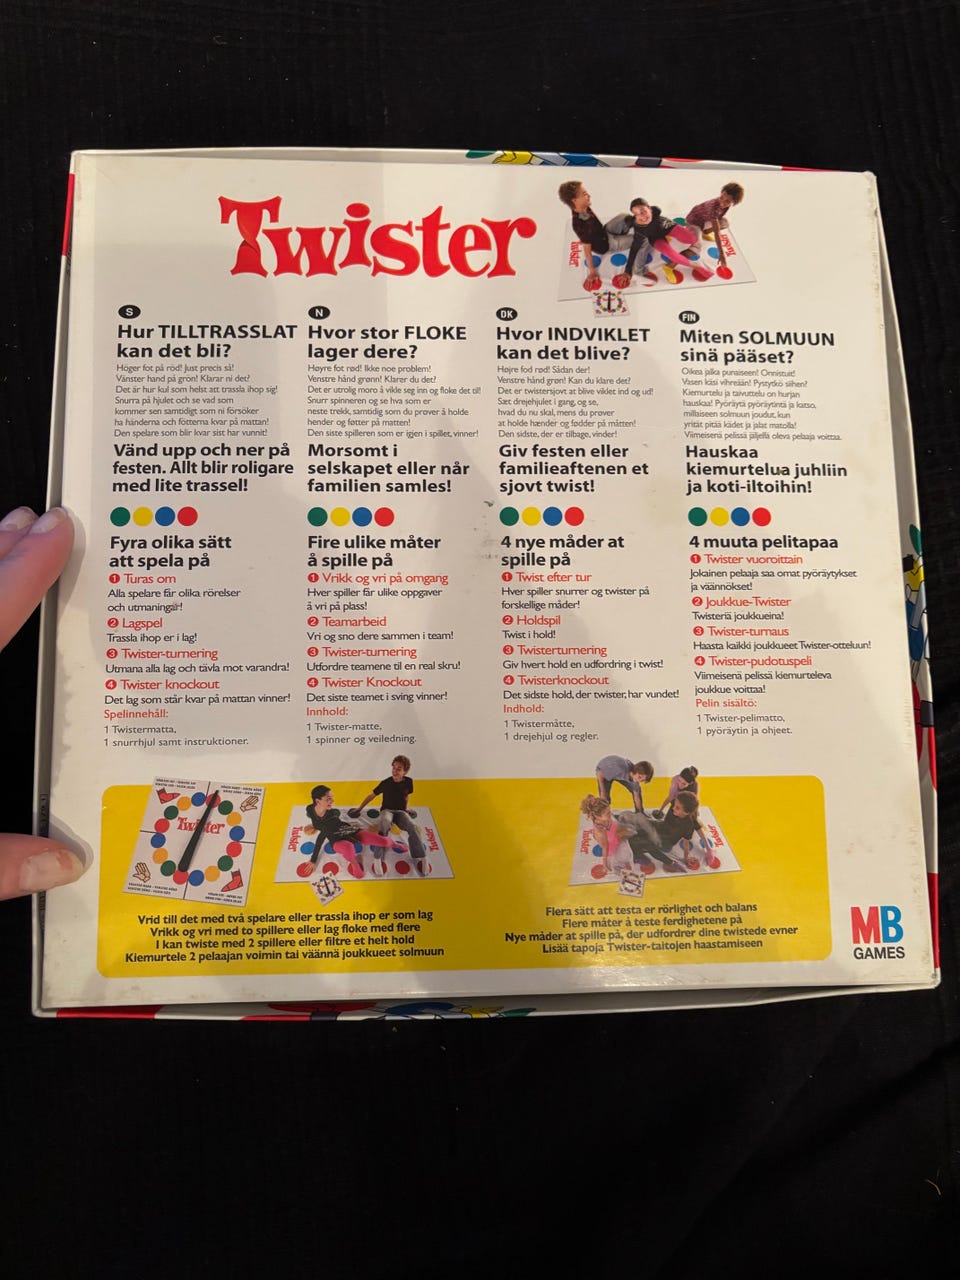 Twister
S
Hur TILLTRASSLAT
kan det bli?
Höger fot på röd! Just precis så!
Vänster hand på grön! Klarar ni det?
Det är hur kul som helst att trassla ihop sig!
Snurra på hjulet och se vad som
kommer sen samtidigt som ni försöker
ha händerna och fötterna kvar på mattan!
Den spelare som blir kvar sist har vunnit!
Vänd upp och ner på
festen. Allt blir roligare
med lite trassel!
Fyra olika sätt
att spela på
1 Turas om
Alla spelare får olika rörelser
och utmaningar!
2 Lagspel
Trassla ihop er i lag!
3 Twister-turnering
Utmana alla lag och tävla mot varandra!
4 Twister knockout
Det lag som står kvar på mattan vinner!
Spelinnehåll:
1 Twistermatta,
1 snurrhjul samt instruktioner.
N
Hvor stor FLOKE
lager dere?
Høyre fot rød! Ikke noe problem!
Venstre hånd grønn! Klarer du det?
Det er utrolig moro å vikle seg inn og floke det til!
Snurr spinneren og se hva som er
neste trekk, samtidig som du prøver å holde
hender og føtter på matten!
Den siste spilleren som er igjen i spillet, vinner!
Morsomt i
selskapet eller når
familien samles!
Fire ulike måter
å spille på
1 Vrikk og vri på omgang
Hver spiller får ulike oppgaver
å vri på plass!
2 Teamarbeid
Vri og sno dere sammen i team!
3 Twister-turnering
Utfordre teamene til en real skru!
4 Twister Knockout
Det siste teamet i sving vinner!
Innhold:
1 Twister-matte,
1 spinner og veiledning.
DK
Hvor INDVIKLET
kan det blive?
Højre fod rød! Sådan der!
Venstre hånd grøn! Kan du klare det?
Det er twistersjovt at blive viklet ind og ud!
Sæt drejehjulet i gang, og se,
hvad du nu skal, mens du prøver
at holde hænder og fødder på måtten!
Den sidste, der er tilbage, vinder!
Giv festen eller
familieaftenen et
sjovt twist!
4 nye måder at
spille på
1 Twist efter tur
Hver spiller snurrer og twister på
forskellige måder!
2 Holdspil
Twist i hold!
3 Twisterturnering
Giv hvert hold en udfordring i twist!
4 Twisterknockout
Det sidste hold, der twister, har vundet!
Indhold:
1 Twistermåtte,
1 drejehjul og regler.
FIN
Miten SOLMUUN
sinä pääset?
Oikea jalka punaiseen! Onnistuit!
Vasen käsi vihreään! Pystytkö siihen?
Kiemurtelu ja taivuttelu on hurjan
hauskaa! Pyöräytä pyöräytintä ja katso,
millaiseen solmuun joudut, kun
yrität pitää kädet ja jalat matolla!
Viimeisenä pelissä jäljellä oleva pelaaja voittaa.
Hauskaa
kiemurtelua juhliin
ja koti-iltoihin!
4 muuta pelitapaa
1 Twister vuoroittain
Jokainen pelaaja saa omat pyöräytykset
ja väännökset!
2 Joukkue-Twister
Twisteriä joukkueina!
3 Twister-turnaus
Haasta kaikki joukkueet Twister-otteluun!
4 Twister-pudotuspeli
Viimeisenä pelissä kiemurteleva
joukkue voittaa!
Pelin sisältö:
1 Twister-pelimatto,
1 pyöräytin ja ohjeet.
Twister
Twister
Twister
Twister
Twister
Vrid till det med två spelare eller trassla ihop er som lag
Vrikk og vri med to spillere eller lag floke med flere
I kan twiste med 2 spillere eller filtre et helt hold
Kiemurtele 2 pelaajan voimin tai väännä joukkueet solmuun
Flera sätt att testa er rörlighet och balans
Flere måter å teste ferdighetene på
Nye måder at spille på, der udfordrer dine twistede evner
Lisää tapoja Twister-taitojen haastamiseen
MB
GAMES